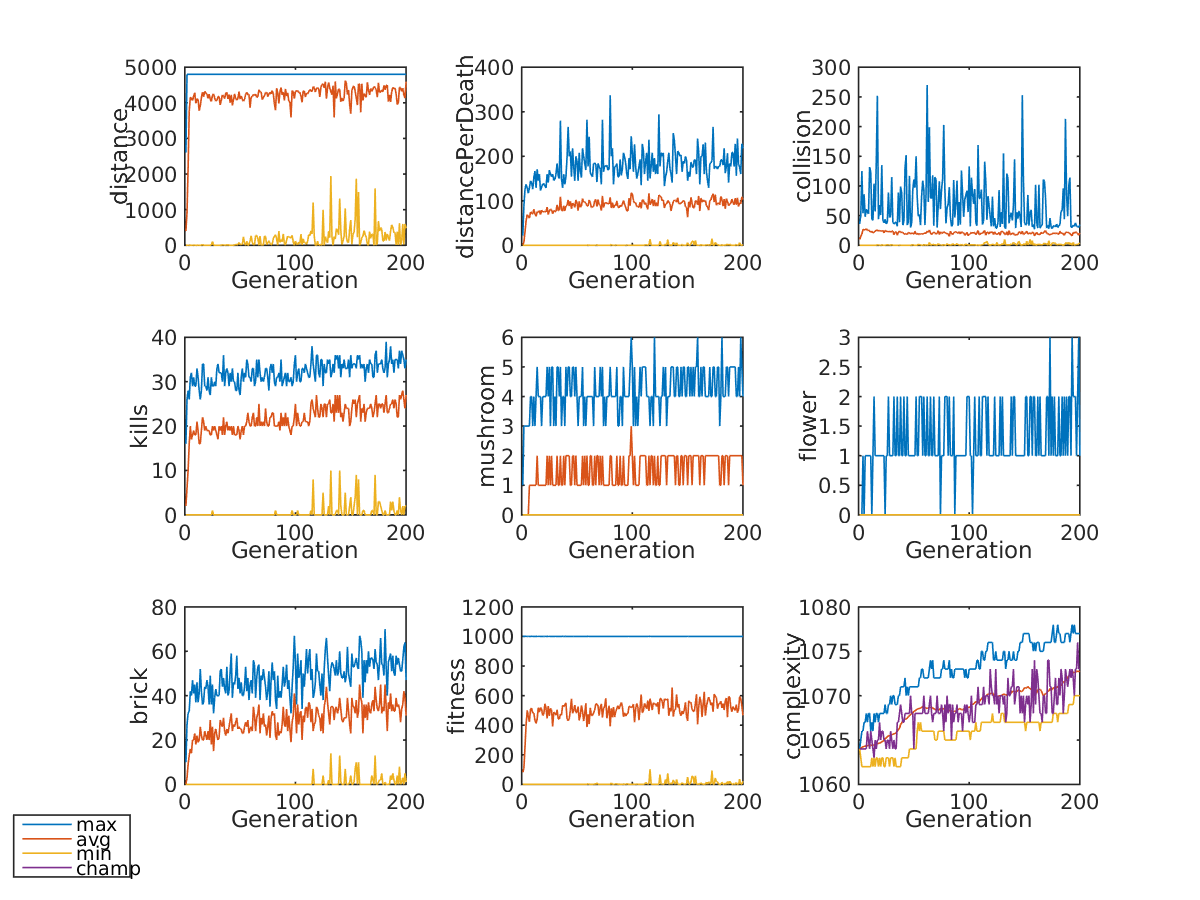 5000
4000
3000
2000
1000
0
distance
0 100 200
Generation
400
300
200
100
0
distancePerDeath
0 100 200
Generation
300
250
200
150
100
50
0
collision
0 100 200
Generation
40
30
20
10
0
kills
0 100 200
Generation
6
5
4
3
2
1
0
mushroom
0 100 200
Generation
3
2.5
2
1.5
1
0.5
0
flower
0 100 200
Generation
80
60
40
20
0
brick
0 100 200
Generation
1200
1000
800
600
400
200
0
fitness
0 100 200
Generation
1080
1075
1070
1065
1060
complexity
0 100 200
Generation
max
avg
min
champ